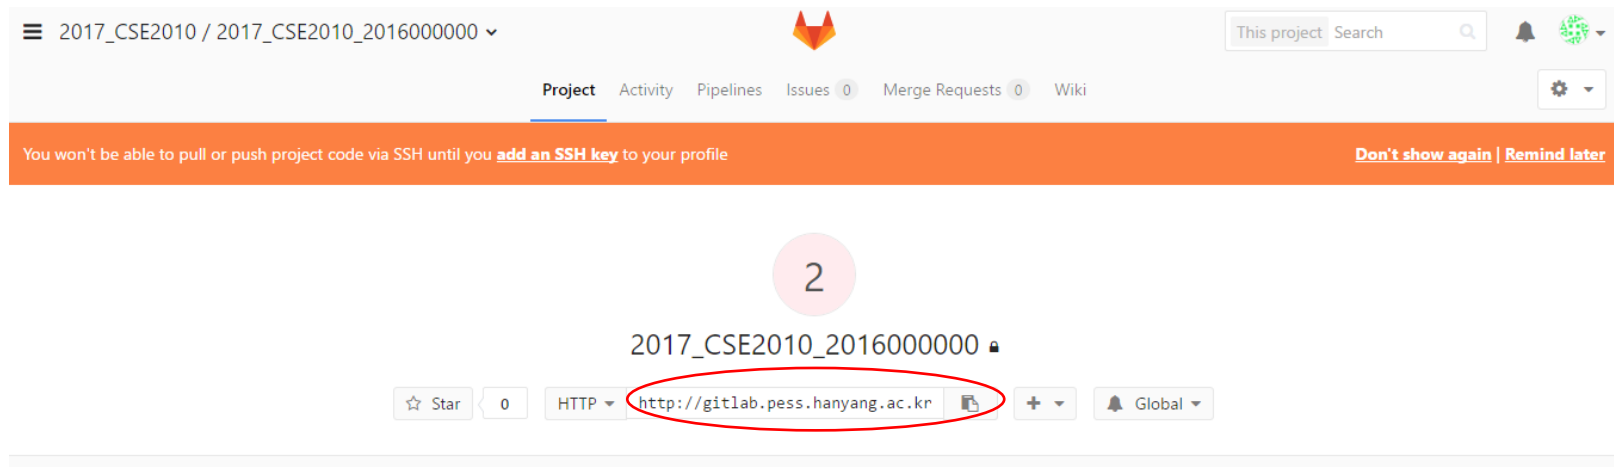 2017_CSE2010 / 2017_CSE2010_2016000000
This project Search
Project Activity Pipelines Issues 0 Merge Requests 0 Wiki
You won't be able to pull or push project code via SSH until you add an SSH key to your profile
Don't show again | Remind later
2
2017_CSE2010_2016000000
Star 0 HTTP http://gitlab.pess.hanyang.ac.kr Global